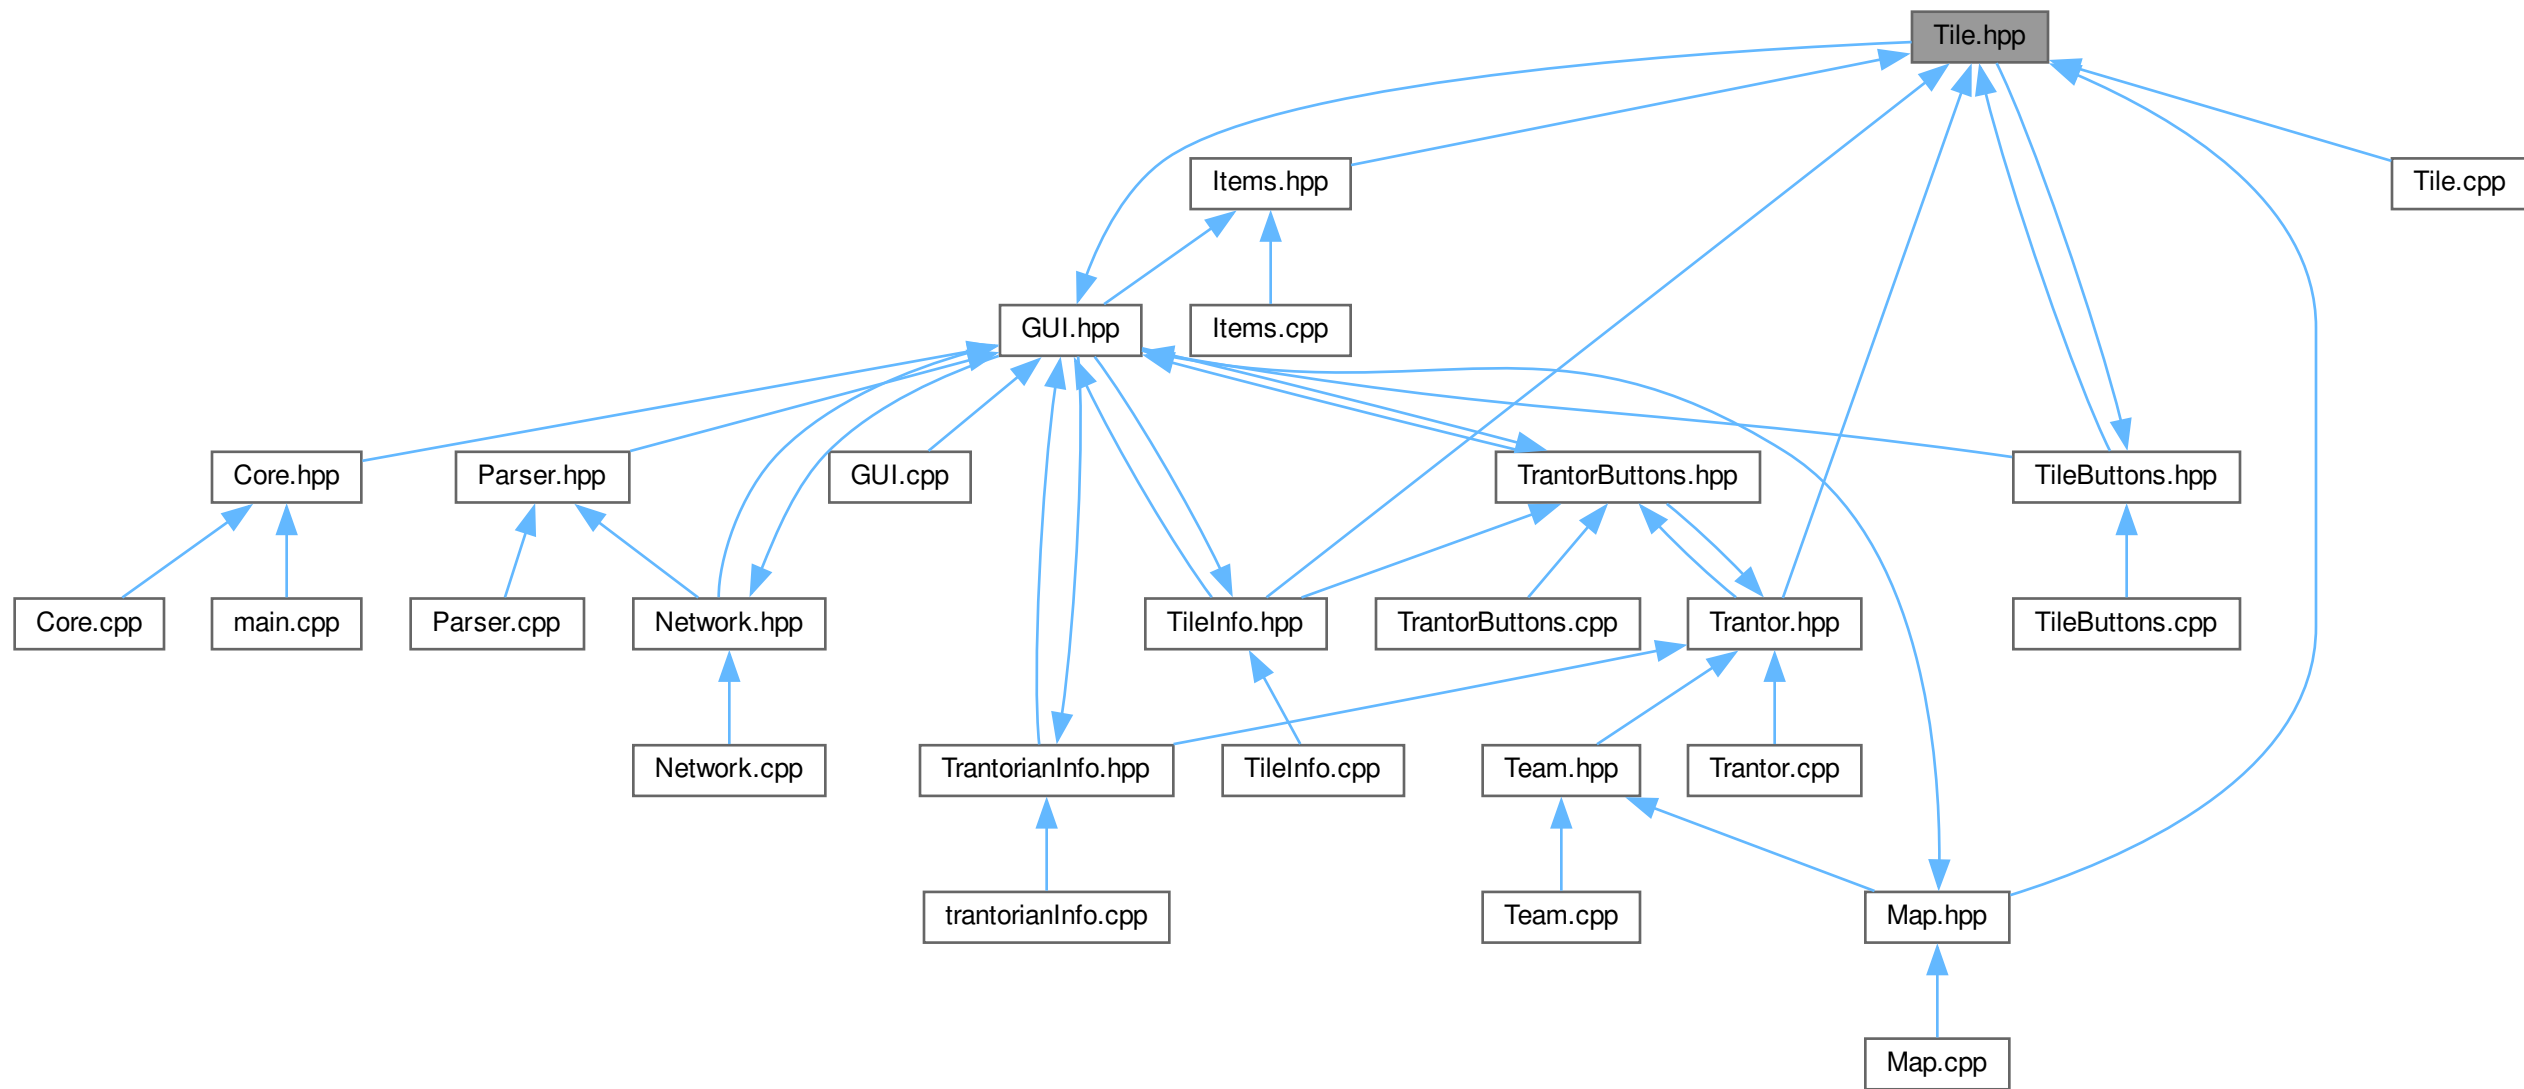 Tile.hpp
Items.hpp
Tile.cpp
GUI.hpp
Items.cpp
Core.hpp
Parser.hpp
GUI.cpp
TrantorButtons.hpp
TileButtons.hpp
Core.cpp
main.cpp
Parser.cpp
Network.hpp
TileInfo.hpp
TrantorButtons.cpp
Trantor.hpp
TileButtons.cpp
Network.cpp
TrantorianInfo.hpp
TileInfo.cpp
Team.hpp
Trantor.cpp
trantorianInfo.cpp
Team.cpp
Map.hpp
Map.cpp